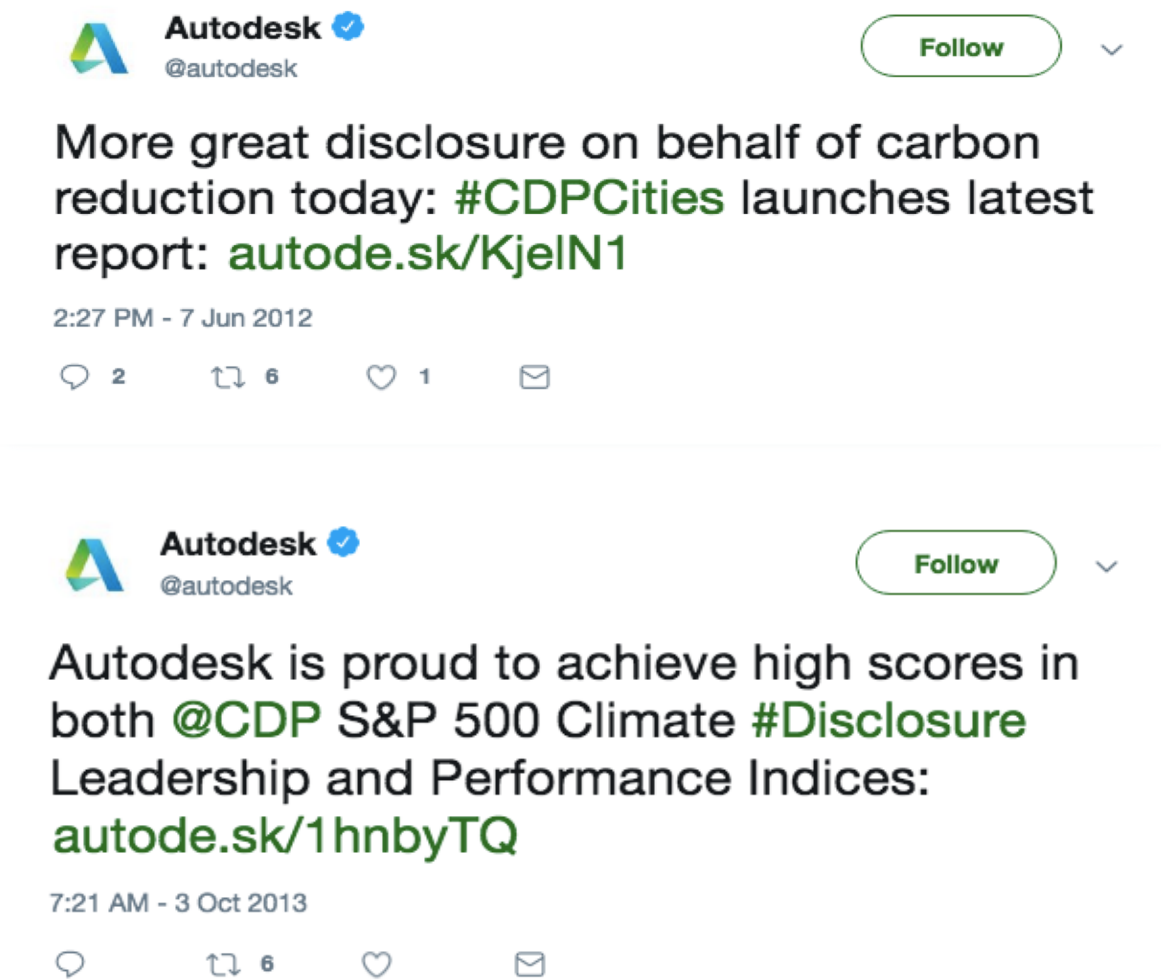 Autodesk
@autodesk
Follow
More great disclosure on behalf of carbon
reduction today: #CDPCities launches latest
report: autode.sk/KjelN1
2:27 PM - 7 Jun 2012
2 6 1
Autodesk
@autodesk
Follow
Autodesk is proud to achieve high scores in
both @CDP S&P 500 Climate #Disclosure
Leadership and Performance Indices:
autode.sk/1hnbyTQ
7:21 AM - 3 Oct 2013
6